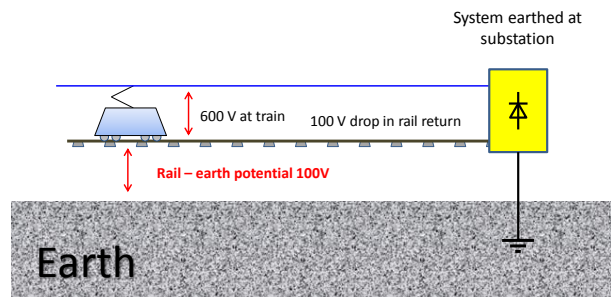 System earthed at
substation
600 V at train
100 V drop in rail return
Rail – earth potential 100V
Earth